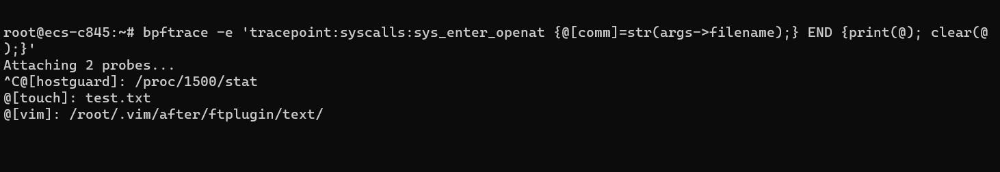 root@ecs-c845:~# bpftrace -e 'tracepoint:syscalls:sys_enter_openat {@[comm]=str(args->filename);} END {print(@); clear(@
);}'
Attaching 2 probes...
^C@[hostguard]: /proc/1500/stat
@[touch]: test.txt
@[vim]: /root/.vim/after/ftplugin/text/